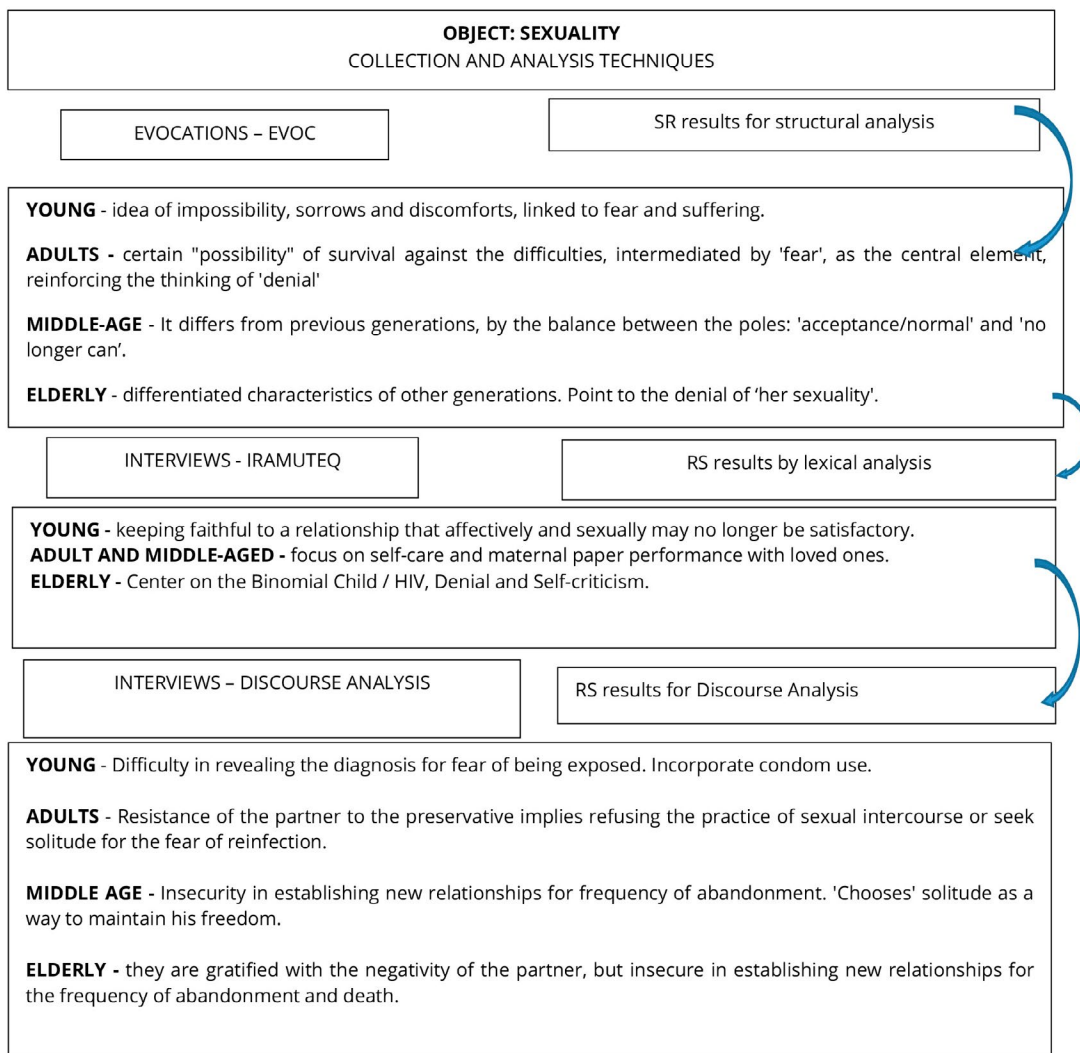 OBJECT: SEXUALITY
COLLECTION AND ANALYSIS TECHNIQUES
EVOCATIONS – EVOC
SR results for structural analysis
YOUNG - idea of impossibility, sorrows and discomforts, linked to fear and suffering.
ADULTS - certain "possibility" of survival against the difficulties, intermediated by 'fear', as the central element,
reinforcing the thinking of 'denial'
MIDDLE-AGE - It differs from previous generations, by the balance between the poles: 'acceptance/normal' and 'no
longer can’.
ELDERLY - differentiated characteristics of other generations. Point to the denial of ‘her sexuality'.
INTERVIEWS - IRAMUTEQ
RS results by lexical analysis
YOUNG - keeping faithful to a relationship that affectively and sexually may no longer be satisfactory.
ADULT AND MIDDLE-AGED - focus on self-care and maternal paper performance with loved ones.
ELDERLY - Center on the Binomial Child / HIV, Denial and Self-criticism.
INTERVIEWS – DISCOURSE ANALYSIS
RS results for Discourse Analysis
YOUNG - Difficulty in revealing the diagnosis for fear of being exposed. Incorporate condom use.
ADULTS - Resistance of the partner to the preservative implies refusing the practice of sexual intercourse or seek
solitude for the fear of reinfection.
MIDDLE AGE - Insecurity in establishing new relationships for frequency of abandonment. 'Chooses' solitude as a
way to maintain his freedom.
ELDERLY - they are gratified with the negativity of the partner, but insecure in establishing new relationships for
the frequency of abandonment and death.